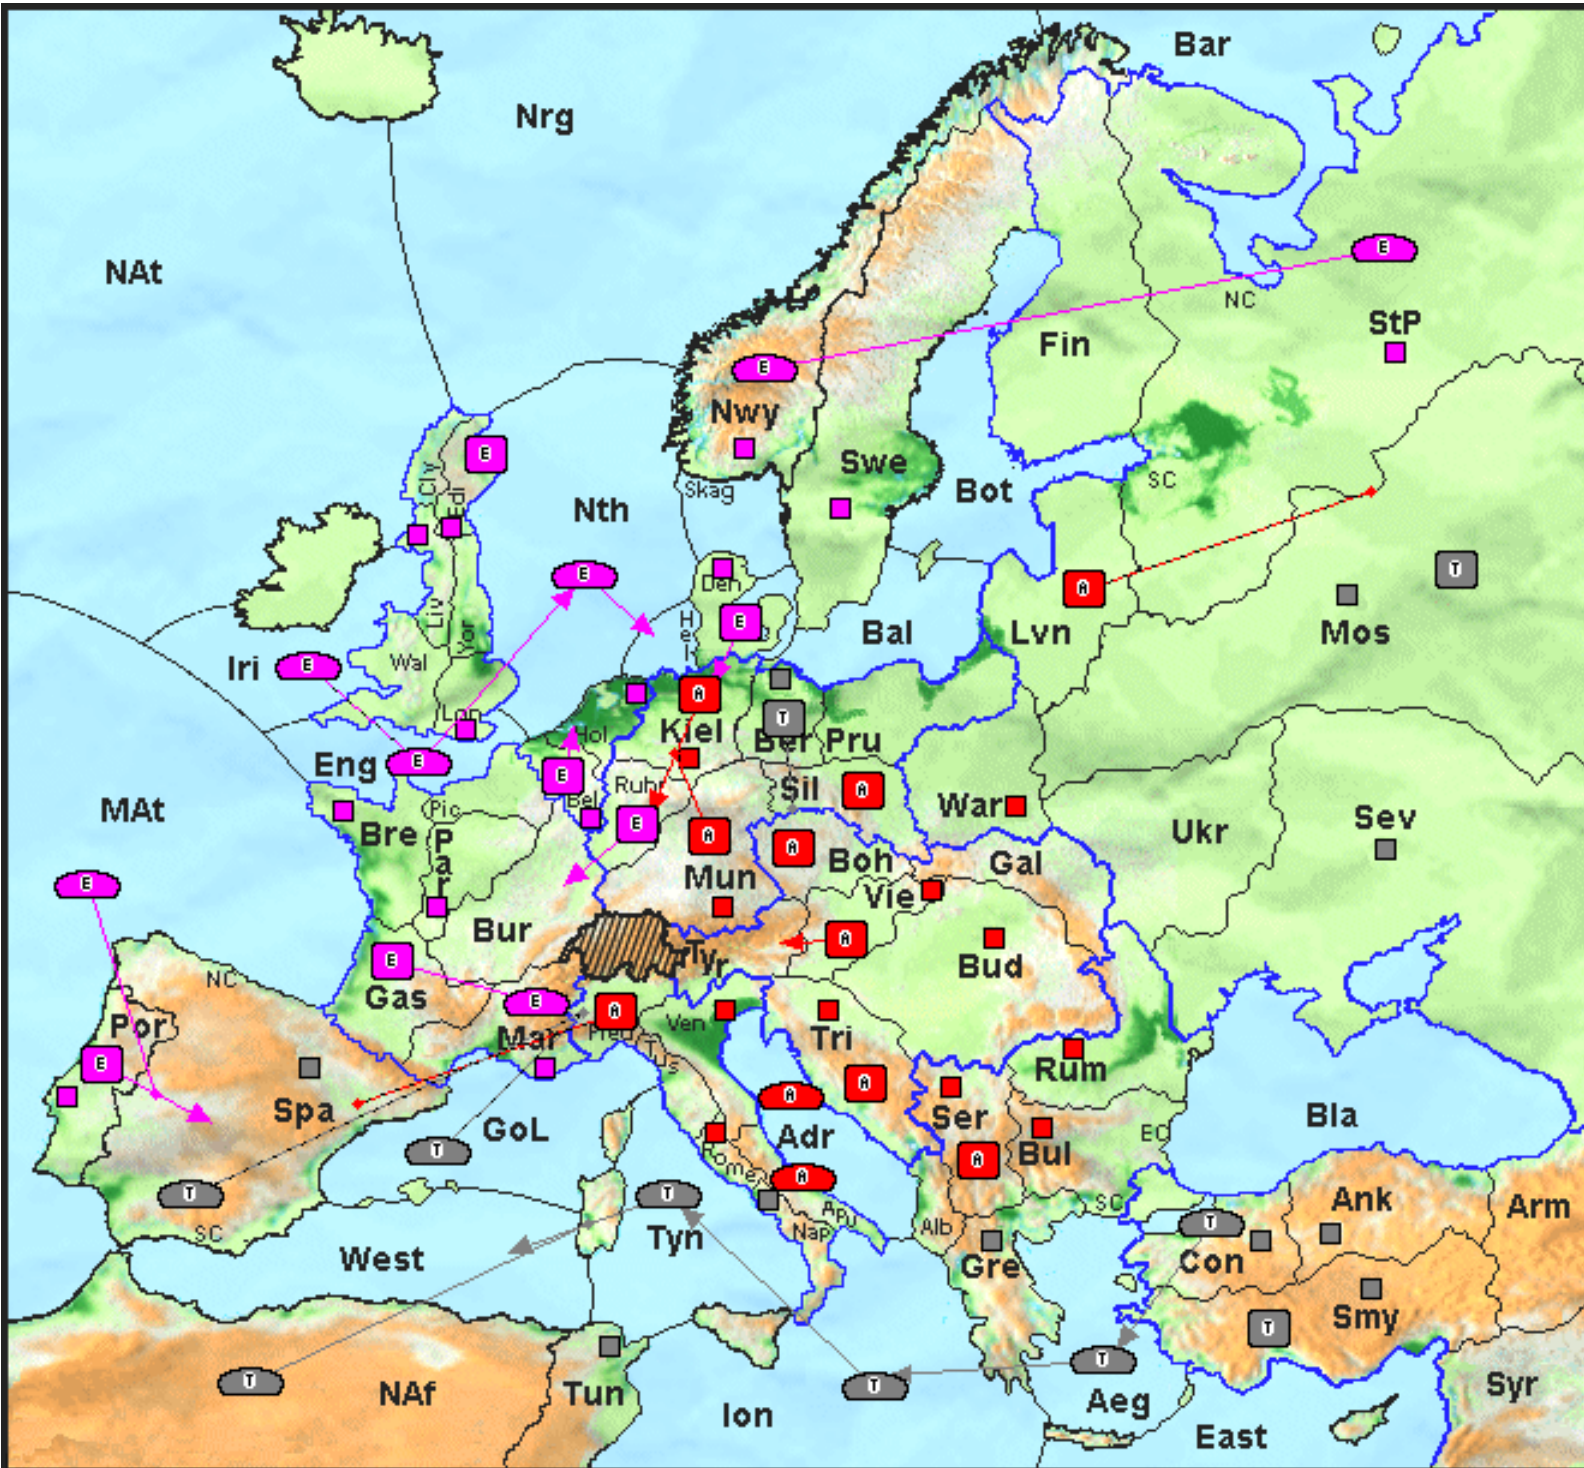 Bar
Nrg
NAt
E
NC
StP
Fin
E
Nwy
E
Swe
Cly
Edi
SC
Skag
Bot
Nth
Den
T
E
A
Hel
E
Liv
Yor
Bal
Lvn
Mos
Wal
Iri
E
A
Lon
T
Hol
Kiel
Ber
Pru
Eng
E
E
Ruhr
Sil
A
Bel
Pic
War
MAt
Bre
Par
E
A
A
Boh
Ukr
Sev
Gal
Mun
Vie
E
Bur
A
Tyr
Bud
E
NC
Gas
E
A
Ven
Por
Mar
Pied
Tus
Tri
E
Rum
A
A
Spa
Ser
Adr
Bla
GoL
Bul
EC
T
Rome
A
A
T
T
Apu
SC
Ank
Arm
SC
West
Tyn
Nap
Alb
T
Con
Gre
Smy
T
T
T
T
NAf
Tun
Ion
Aeg
Syr
East